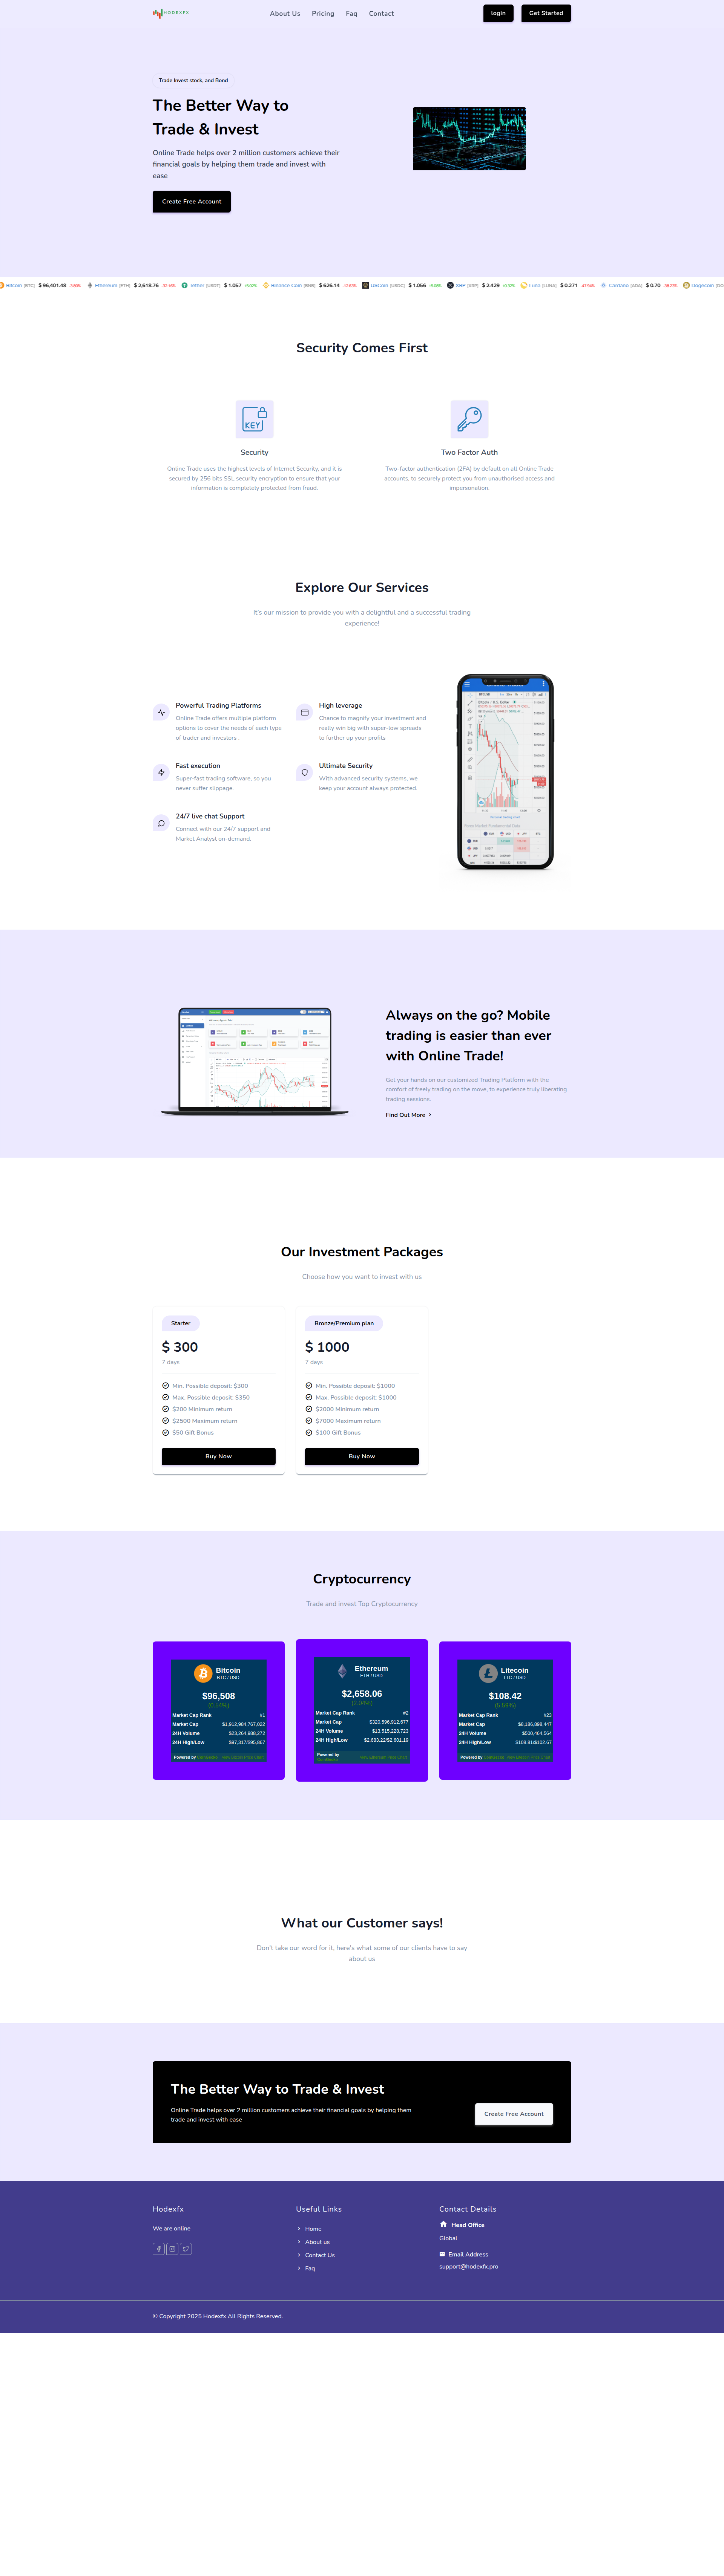 HODEXFX
About Us
Pricing
Faq
Contact
login
Get Started
Trade Invest stock, and Bond
The Better Way to
Trade & Invest
Online Trade helps over 2 million customers achieve their
financial goals by helping them trade and invest with
ease
Create Free Account
Bitcoin (BTC) $ 96,401.48
Ethereum (ETH) $ 2,618.76
Tether (USDT) $ 1.057
Binance Coin (BNB) $ 626.14
USCoin (USDC) $ 1.056
XRP (XRP) $ 2.429
Luna (LUNA) $ 0.271
Cardano (ADA) $ 0.70
Dogecoin
Security Comes First
KEY
Security
Online Trade uses the highest levels of Internet Security, and it is
secured by 256 bits SSL security encryption to ensure that your
information is completely protected from fraud.
Two Factor Auth
Two-factor authentication (2FA) by default on all Online Trade
accounts, to securely protect you from unauthorised access and
impersonation.
Explore Our Services
It's our mission to provide you with a delightful and a successful trading
experience!
Powerful Trading Platforms
Online Trade offers multiple platform
options to cover the needs of each type
of trader and investors .
High leverage
Chance to magnify your investment and
really win big with super-low spreads
to further up your profits
Fast execution
Super-fast trading software, so you
never suffer slippage.
Ultimate Security
With advanced security systems, we
keep your account always protected.
24/7 live chat Support
Connect with our 24/7 support and
Market Analyst on-demand.
Always on the go? Mobile
trading is easier than ever
with Online Trade!
Get your hands on our customized Trading Platform with the
comfort of freely trading on the move, to experience truly liberating
trading sessions.
Find Out More
Our Investment Packages
Choose how you want to invest with us
Starter
$ 300
7 days
Min. Possible deposit: $300
Max. Possible deposit: $350
$200 Minimum return
$2500 Maximum return
$50 Gift Bonus
Buy Now
Bronze/Premium plan
$ 1000
7 days
Min. Possible deposit: $1000
Max. Possible deposit: $1000
$2000 Minimum return
$7000 Maximum return
$100 Gift Bonus
Buy Now
Cryptocurrency
Trade and invest Top Cryptocurrency
Bitcoin
BTC / USD
$96,508
Market Cap Rank #1
Market Cap $1,912,984,767,022
24H Volume $23,264,988,272
24H High/Low $97,317/$95,867
Powered by
Ethereum
ETH / USD
$2,658.06
Market Cap Rank #2
Market Cap $320,596,912,677
24H Volume $13,515,228,723
24H High/Low $2,683.22/$2,601.19
Powered by
Litecoin
LTC / USD
$108.42
Market Cap Rank #23
Market Cap $8,186,898,447
24H Volume $500,464,564
24H High/Low $108.81/$102.67
Powered by
What our Customer says!
Don't take our word for it, here's what some of our clients have to say
about us
The Better Way to Trade & Invest
Online Trade helps over 2 million customers achieve their financial goals by helping them
trade and invest with ease
Create Free Account
Hodexfx
We are online
Useful Links
Home
About us
Contact Us
Faq
Contact Details
Head Office
Global
Email Address
support@hodexfx.pro
© Copyright 2025 Hodexfx All Rights Reserved.